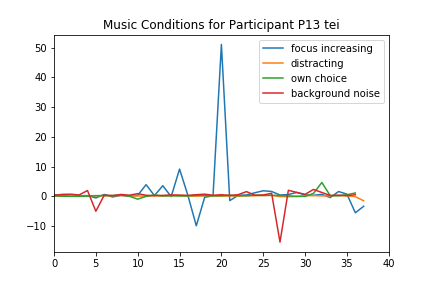 Music Conditions for Participant P13 tei
focus increasing
distracting
own choice
background noise
50
40
30
20
10
0
−10
0 5 10 15 20 25 30 35 40